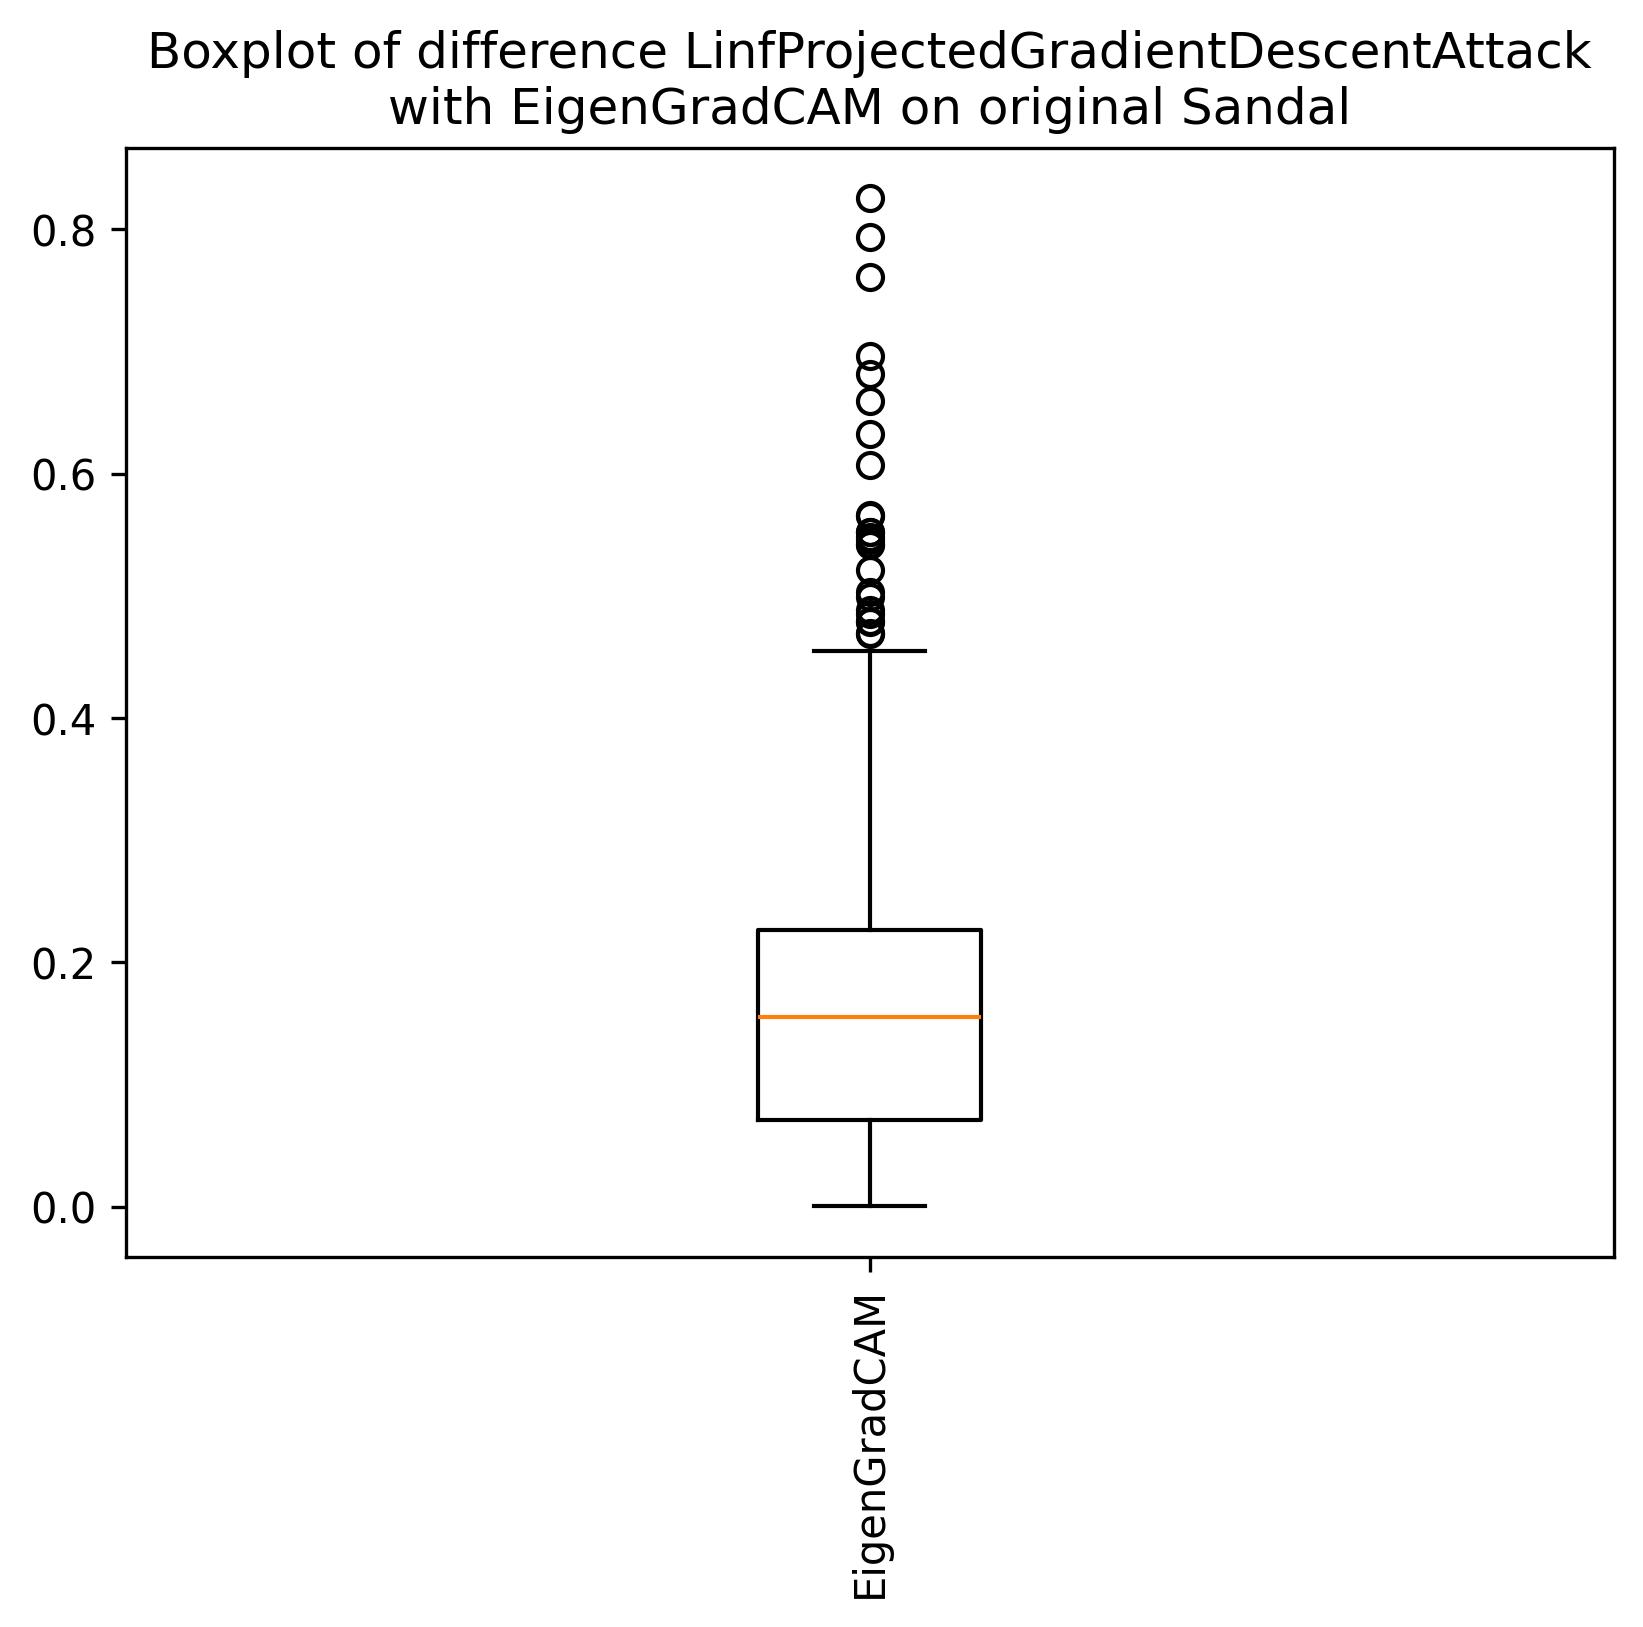 Boxplot of difference LinfProjectedGradientDescentAttack
with EigenGradCAM on original Sandal
0.8
0.6
0.4
0.2
0.0
EigenGradCAM